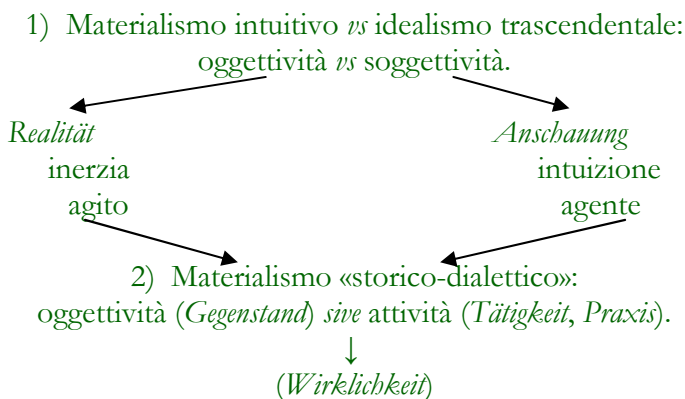 1) Materialismo intuitivo vs idealismo trascendentale:
oggettività vs soggettività.
Realität Anschauung
inerzia intuizione
agito agente
2) Materialismo «storico-dialettico»:
oggettività (Gegenstand) sive attività (Tätigkeit, Praxis).
↓
(Wirklichkeit)